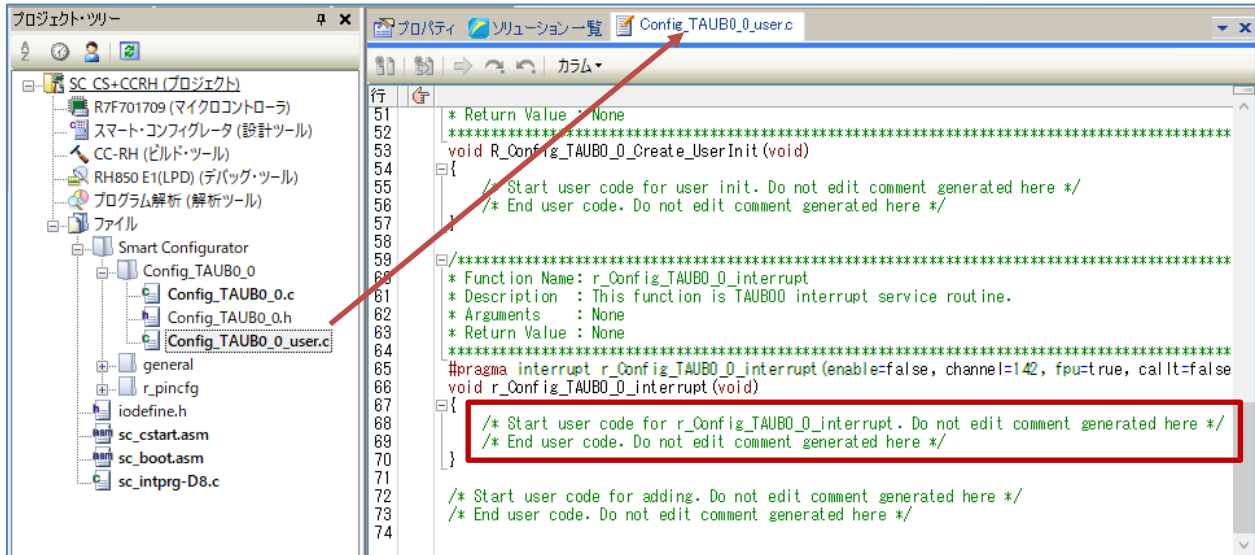 プロジェクト・ツリー
SC_CS+CCRH (プロジェクト)
R7F701709 (マイクロコントローラ)
スマート・コンフィグレータ (設計ツール)
CC-RH (ビルド・ツール)
RH850 E1(LPD) (デバッグ・ツール)
プログラム解析 (解析ツール)
ファイル
Smart Configurator
Config_TAUB0_0
Config_TAUB0_0.c
Config_TAUB0_0.h
Config_TAUB0_0_user.c
general
r_pincfg
iodefine.h
sc_cstart.asm
sc_boot.asm
sc_intprg-D8.c
プロパティ ソリューション一覧 Config_TAUB0_0_user.c
カラム
行
51 * Return Value : None
52 ********************************************************************************************
53 void R_Config_TAUB0_0_Create_UserInit(void)
54 {
55 /* Start user code for user init. Do not edit comment generated here */
56 /* End user code. Do not edit comment generated here */
57 }
58
59 /*******************************************************************************************
60 * Function Name: r_Config_TAUB0_0_interrupt
61 * Description : This function is TAUB00 interrupt service routine.
62 * Arguments : None
63 * Return Value : None
64 ********************************************************************************************
65 #pragma interrupt r_Config_TAUB0_0_interrupt(enable=false, channel=142, fpu=true, callt=false
66 void r_Config_TAUB0_0_interrupt(void)
67 {
68 /* Start user code for r_Config_TAUB0_0_interrupt. Do not edit comment generated here */
69 /* End user code. Do not edit comment generated here */
70 }
71
72 /* Start user code for adding. Do not edit comment generated here */
73 /* End user code. Do not edit comment generated here */
74